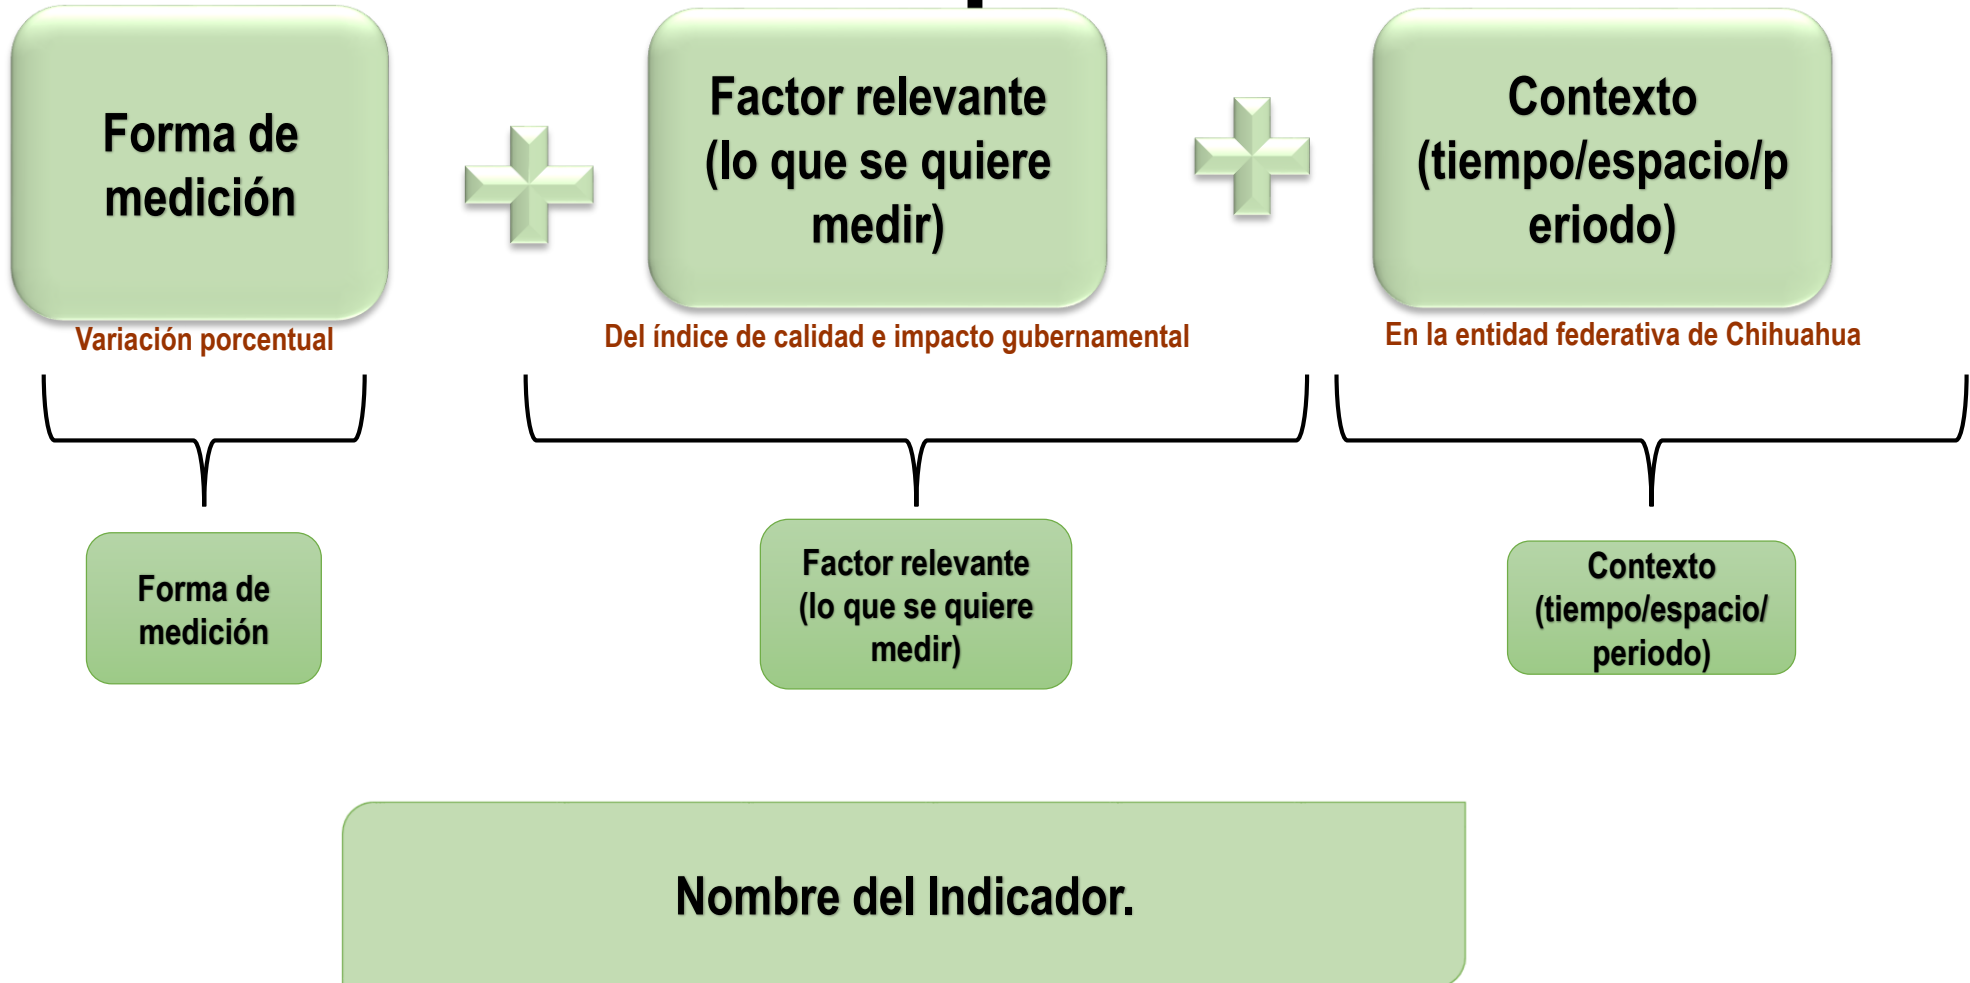 Forma de
medición
Factor relevante
(lo que se quiere
medir)
Contexto
(tiempo/espacio/p
eriodo)
Variación porcentual
Del índice de calidad e impacto gubernamental
En la entidad federativa de Chihuahua
Forma de
medición
Factor relevante
(lo que se quiere
medir)
Contexto
(tiempo/espacio/
periodo)
Nombre del Indicador.